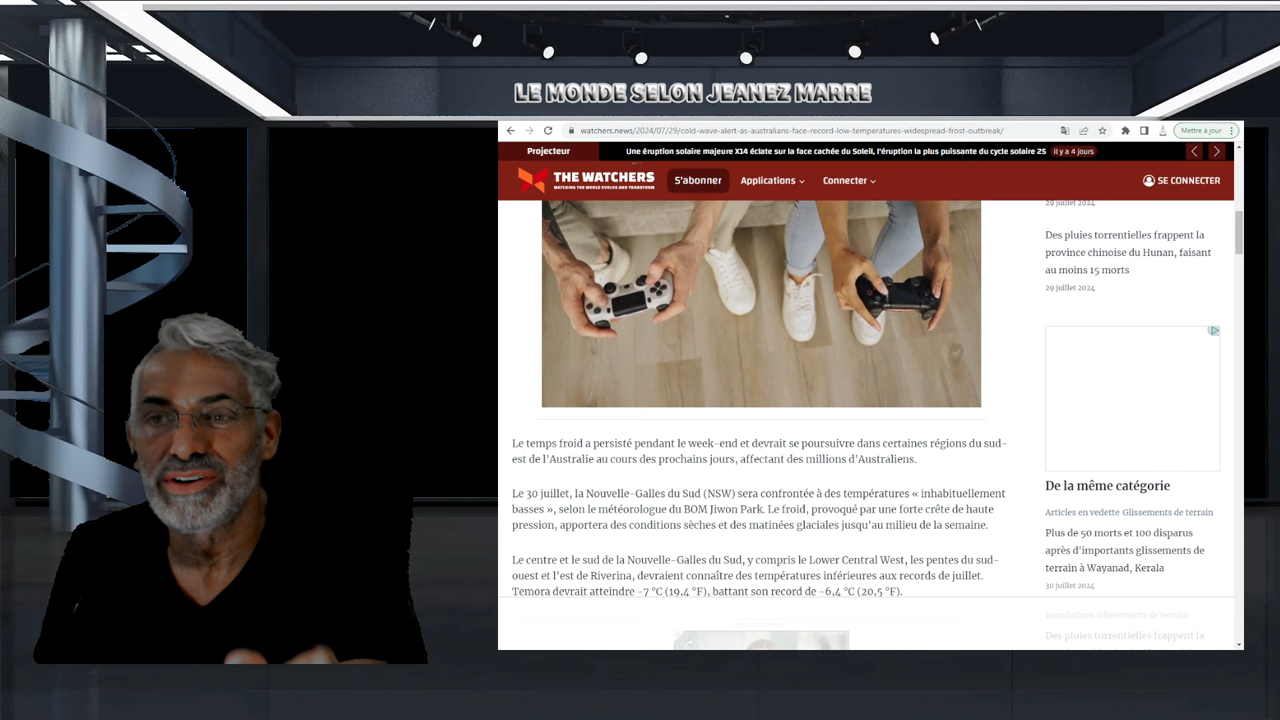 LE MONDE SELON JEANEZ MARRE
watchers.news/2024/07/29/cold-wave-alert-as-australians-face-record-low-temperatures-widespread-frost-outbreak/
Mettre à jour
Projecteur
Une éruption solaire majeure X14 éclate sur la face cachée du Soleil, l'éruption la plus puissante du cycle solaire 25
il y a 4 jours
THE WATCHERS
WATCHING THE WORLD EVOLVE AND TRANSFORM
S'abonner
Applications
Connecter
SE CONNECTER
Le temps froid a persisté pendant le week-end et devrait se poursuivre dans certaines régions du sud-
est de l'Australie au cours des prochains jours, affectant des millions d'Australiens.
Le 30 juillet, la Nouvelle-Galles du Sud (NSW) sera confrontée à des températures « inhabituellement
basses », selon le météorologue du BOM Jiwon Park. Le froid, provoqué par une forte crête de haute
pression, apportera des conditions sèches et des matinées glaciales jusqu'au milieu de la semaine.
Le centre et le sud de la Nouvelle-Galles du Sud, y compris le Lower Central West, les pentes du sud-
ouest et l'est de Riverina, devraient connaître des températures inférieures aux records de juillet.
Temora devrait atteindre -7 °C (19,4 °F), battant son record de -6,4 °C (20,5 °F).
29 juillet 2024
Des pluies torrentielles frappent la
province chinoise du Hunan, faisant
au moins 15 morts
29 juillet 2024
De la même catégorie
Articles en vedette Glissements de terrain
Plus de 50 morts et 100 disparus
après d'importants glissements de
terrain à Wayanad, Kerala
30 juillet 2024
Inondations Glissements de terrain
Des pluies torrentielles frappent la